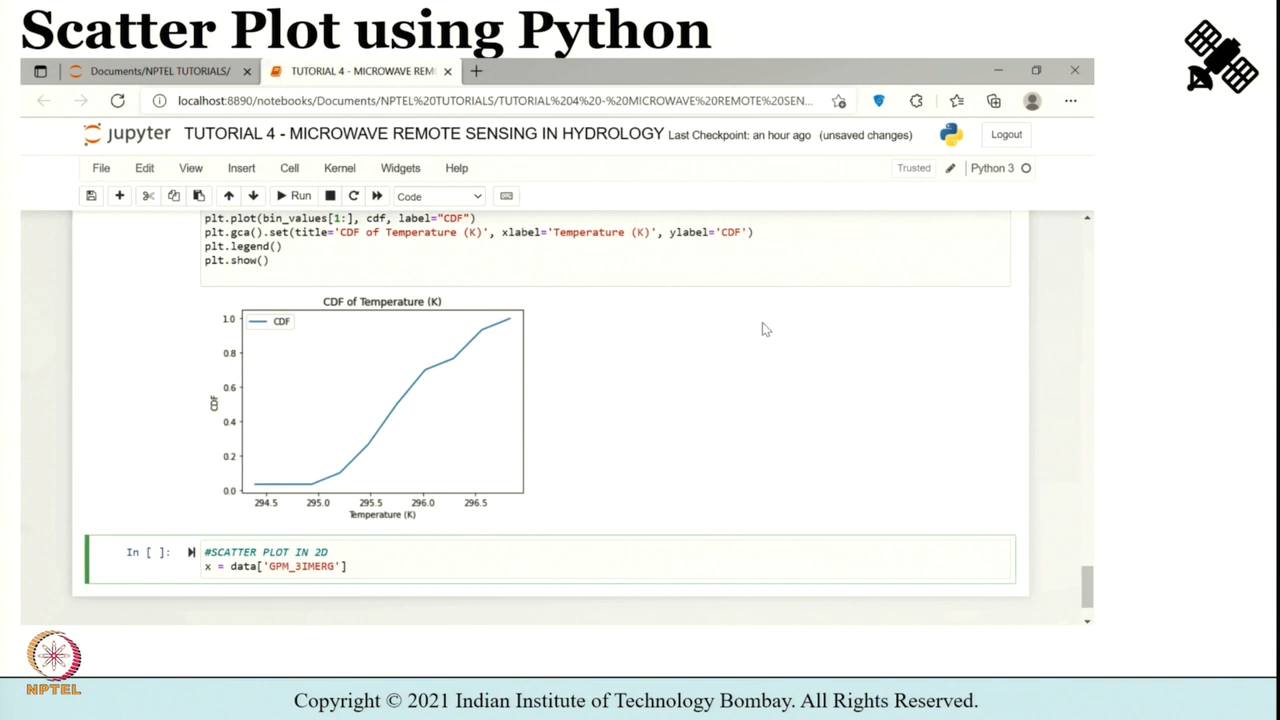 Scatter Plot using Python
Documents/NPTEL TUTORIALS/
TUTORIAL 4 - MICROWAVE REM
localhost:8890/notebooks/Documents/NPTEL%20TUTORIALS/TUTORIAL%204%20-%20MICROWAVE%20REMOTE%20SEN...
jupyter TUTORIAL 4 - MICROWAVE REMOTE SENSING IN HYDROLOGY Last Checkpoint: an hour ago (unsaved changes) Logout
File Edit View Insert Cell Kernel Widgets Help Trusted Python 3
Run Code
plt.plot(bin_values[1:], cdf, label="CDF")
plt.gca().set(title='CDF of Temperature (K)', xlabel='Temperature (K)', ylabel='CDF')
plt.legend()
plt.show()
CDF of Temperature (K)
CDF
1.0
0.8
0.6
0.4
0.2
0.0
CDF
294.5 295.0 295.5 296.0 296.5
Temperature (K)
In [ ]: #SCATTER PLOT IN 2D
x = data['GPM_3IMERG']
NPTEL
Copyright © 2021 Indian Institute of Technology Bombay. All Rights Reserved.